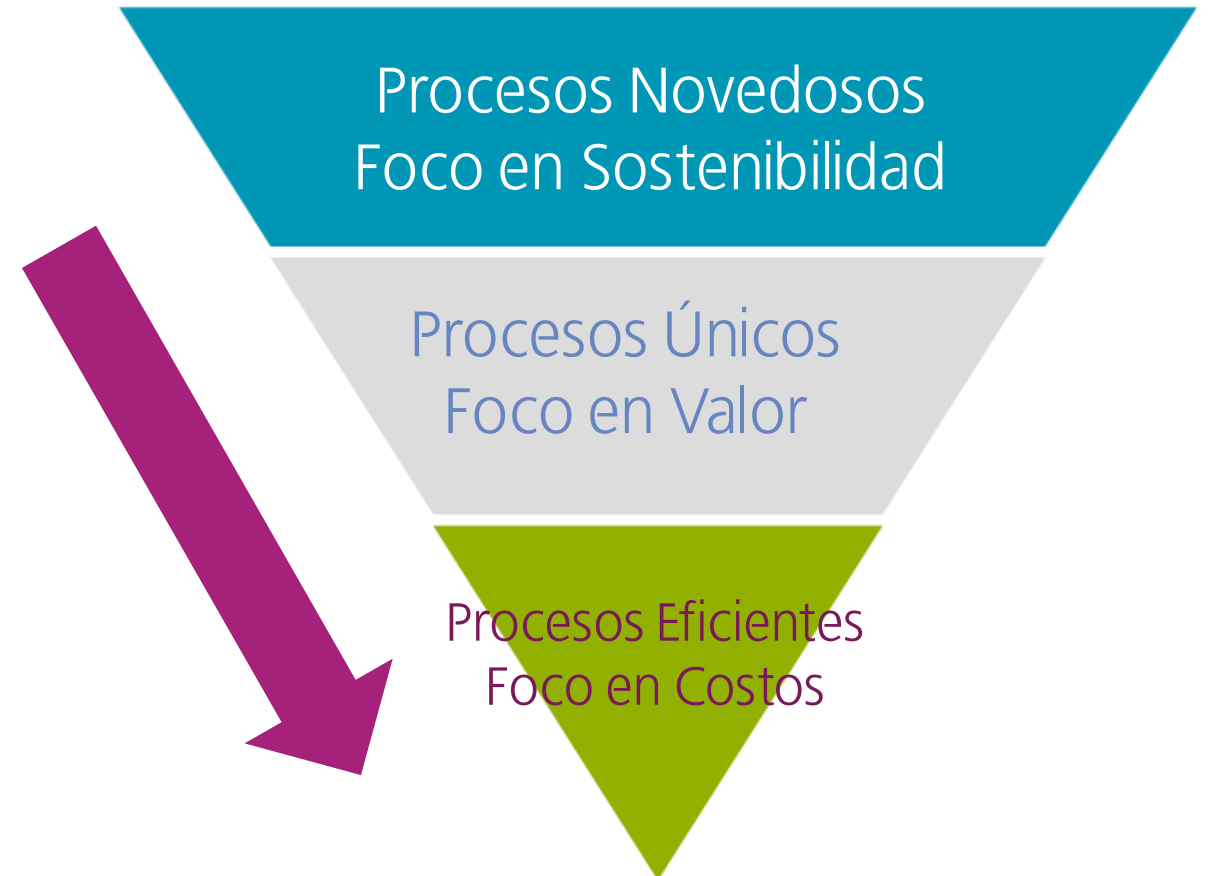 Procesos Novedosos
Foco en Sostenibilidad
Procesos Únicos
Foco en Valor
Procesos Eficientes
Foco en Costos